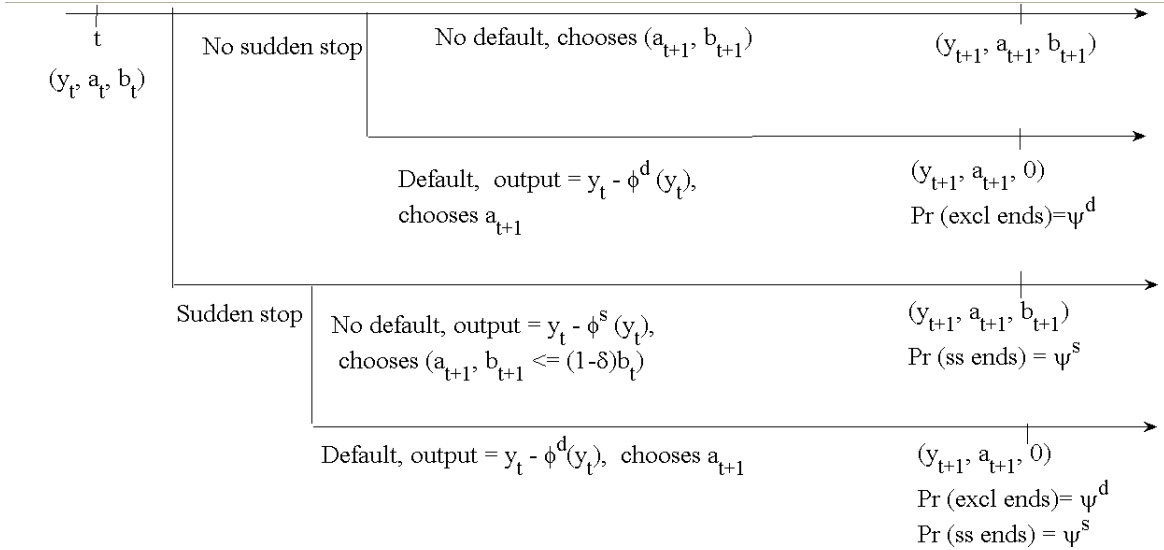 t
(y_t, a_t, b_t)
No sudden stop
No default, chooses (a_{t+1}, b_{t+1})
(y_{t+1}, a_{t+1}, b_{t+1})
Default, output = y_t - ϕ^d (y_t),
chooses a_{t+1}
(y_{t+1}, a_{t+1}, 0)
Pr (excl ends)=ψ^d
Sudden stop
No default, output = y_t - ϕ^s (y_t),
chooses (a_{t+1}, b_{t+1} <= (1-δ)b_t)
(y_{t+1}, a_{t+1}, b_{t+1})
Pr (ss ends) = ψ^s
Default, output = y_t - ϕ^d(y_t), chooses a_{t+1}
(y_{t+1}, a_{t+1}, 0)
Pr (excl ends)= ψ^d
Pr (ss ends) = ψ^s